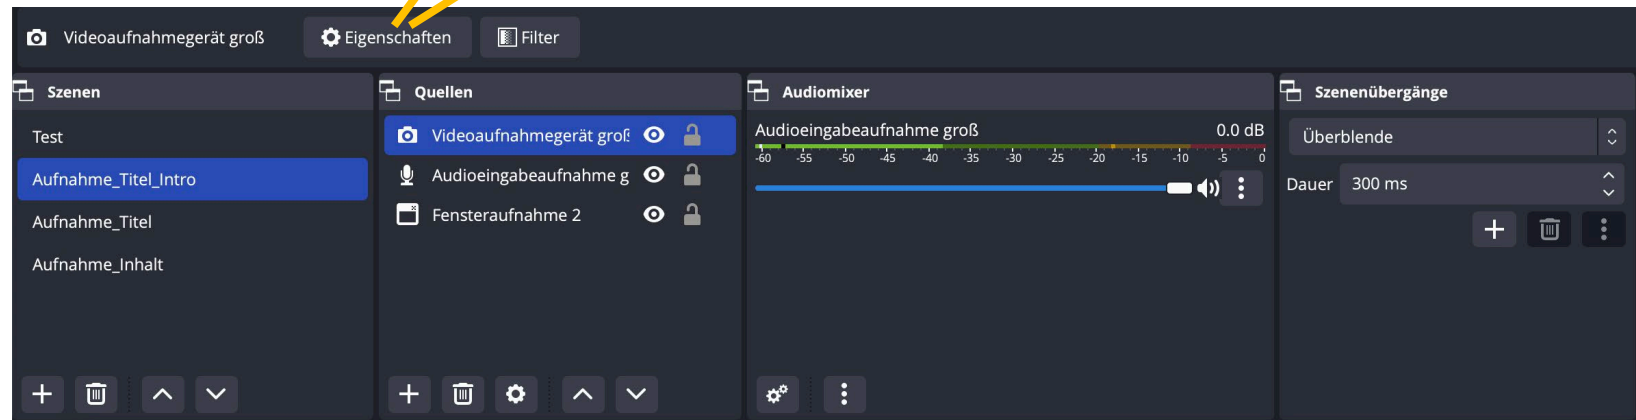 Videoaufnahmegerät groß Eigenschaften Filter
Szenen
Test
Aufnahme_Titel_Intro
Aufnahme_Titel
Aufnahme_Inhalt
Quellen
Videoaufnahmegerät groß
Audioeingabeaufnahme g
Fensteraufnahme 2
Audiomixer
Audioeingabeaufnahme groß 0.0 dB
-60 -55 -50 -45 -40 -35 -30 -25 -20 -15 -10 -5 0
Szenenübergänge
Überblende
Dauer 300 ms